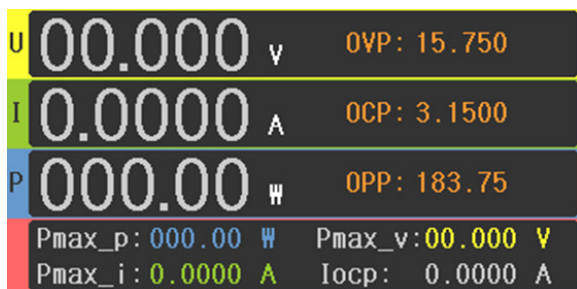 U 00.000 V OVP: 15.750
I 0.0000 A OCP: 3.1500
P 000.00 W OPP: 183.75
Pmax_p: 000.00 W Pmax_v: 00.000 V
Pmax_i: 0.0000 A Iocp: 0.0000 A